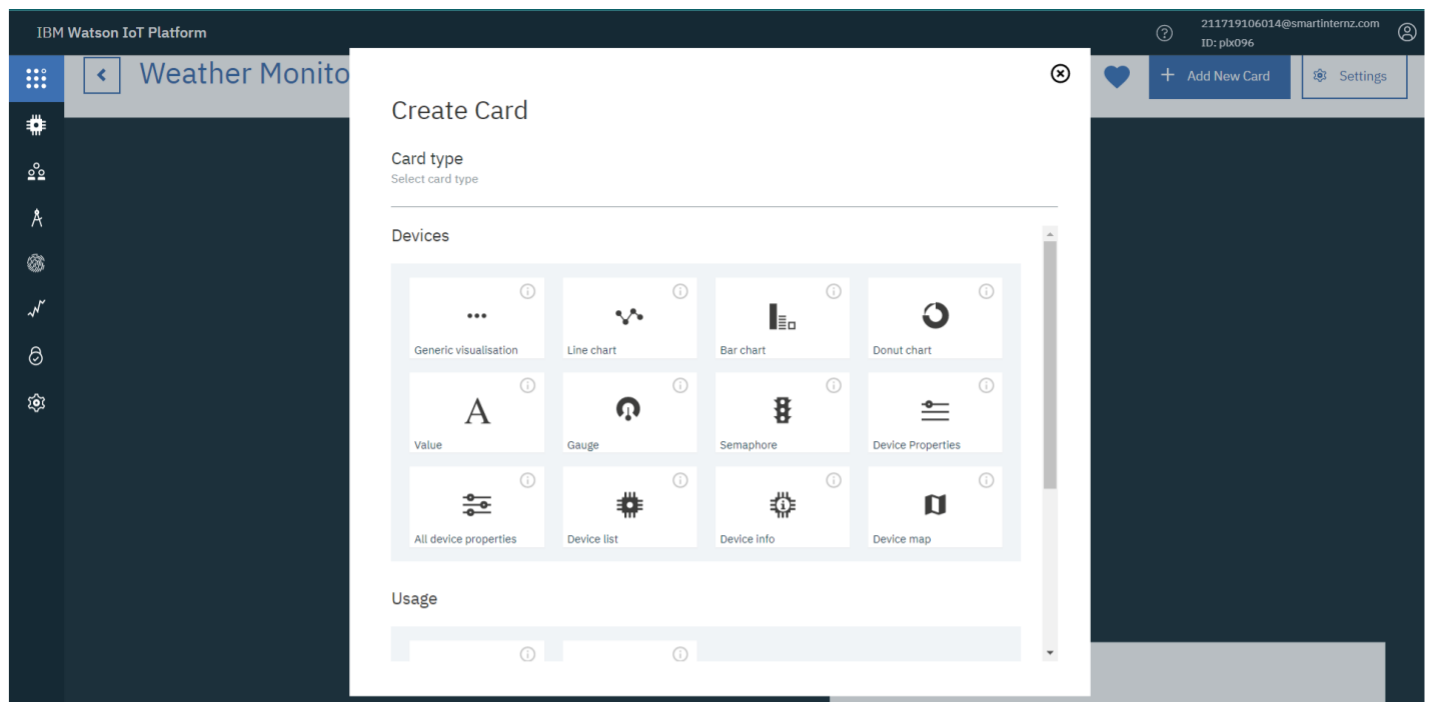 IBM Watson IoT Platform
211719106014@smartinternz.com
ID: plx096
Weather Monito
Add New Card
Settings
Create Card
Card type
Select card type
Devices
Generic visualisation
Line chart
Bar chart
Donut chart
A
Value
Gauge
Semaphore
Device Properties
All device properties
Device list
Device info
Device map
Usage